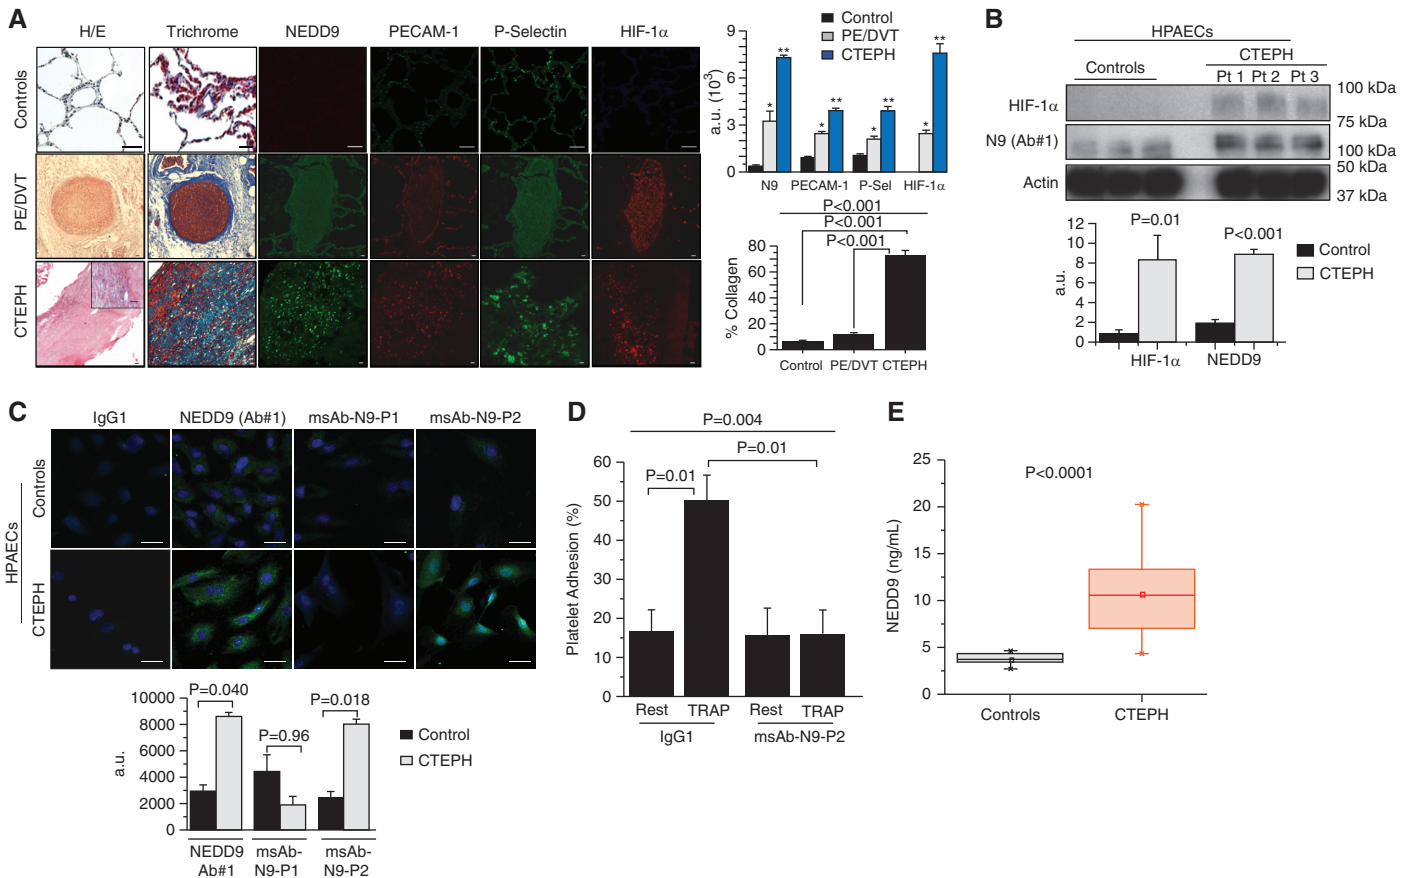 A
H/E
Trichrome
NEDD9
PECAM-1
P-Selectin
HIF-1α
Controls
PE/DVT
CTEPH
Control
PE/DVT
CTEPH
a.u. (10³)
9
6
3
0
*
**
*
**
*
**
*
**
N9
PECAM-1
P-Sel
HIF-1α
P<0.001
P<0.001
P<0.001
% Collagen
80
70
60
50
40
30
20
10
0
Control
PE/DVT
CTEPH
B
HPAECs
Controls
CTEPH
Pt 1
Pt 2
Pt 3
HIF-1α
N9 (Ab#1)
Actin
100 kDa
75 kDa
100 kDa
50 kDa
37 kDa
P=0.01
P<0.001
Control
CTEPH
a.u.
12
10
8
6
4
2
0
HIF-1α
NEDD9
C
IgG1
NEDD9 (Ab#1)
msAb-N9-P1
msAb-N9-P2
HPAECs
Controls
CTEPH
P=0.040
P=0.96
P=0.018
Control
CTEPH
a.u.
10000
8000
6000
4000
2000
0
NEDD9
Ab#1
msAb-
N9-P1
msAb-
N9-P2
D
P=0.004
P=0.01
P=0.01
Platelet Adhesion (%)
60
50
40
30
20
10
0
Rest
TRAP
Rest
TRAP
IgG1
msAb-N9-P2
E
P<0.0001
NEDD9 (ng/mL)
25
20
15
10
5
0
Controls
CTEPH